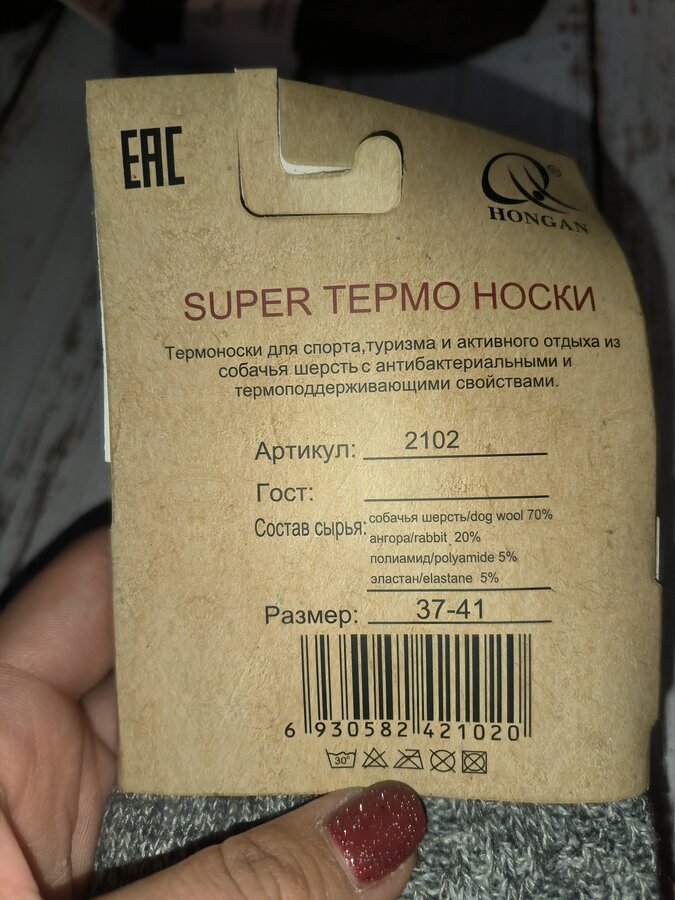 EAC
HONGAN
SUPER ТЕРМО НОСКИ
Термоноски для спорта,туризма и активного отдыха из
собачья шерсть с антибактериальными и
термоподдерживающими свойствами.
Артикул: 2102
Гост:
Состав сырья: собачья шерсть/dog wool 70%
ангора/rabbit 20%
полиамид/polyamide 5%
эластан/elastane 5%
Размер: 37-41
6 930582 421020
30°